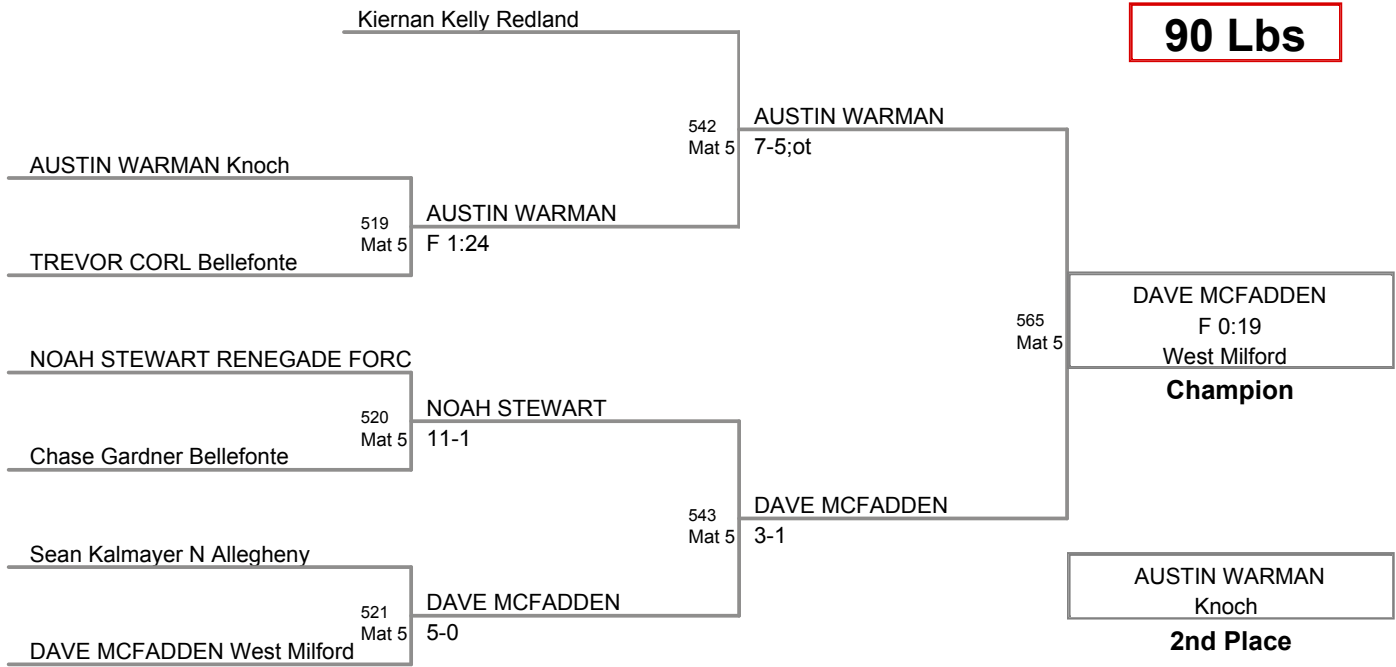 Kiernan Kelly Redland
90 Lbs
542
Mat 5
AUSTIN WARMAN
7-5;ot
AUSTIN WARMAN Knoch
519
Mat 5
AUSTIN WARMAN
F 1:24
TREVOR CORL Bellefonte
565
Mat 5
DAVE MCFADDEN
F 0:19
West Milford
Champion
NOAH STEWART RENEGADE FORC
520
Mat 5
NOAH STEWART
11-1
Chase Gardner Bellefonte
543
Mat 5
DAVE MCFADDEN
3-1
Sean Kalmayer N Allegheny
521
Mat 5
DAVE MCFADDEN
5-0
DAVE MCFADDEN West Milford
AUSTIN WARMAN
Knoch
2nd Place